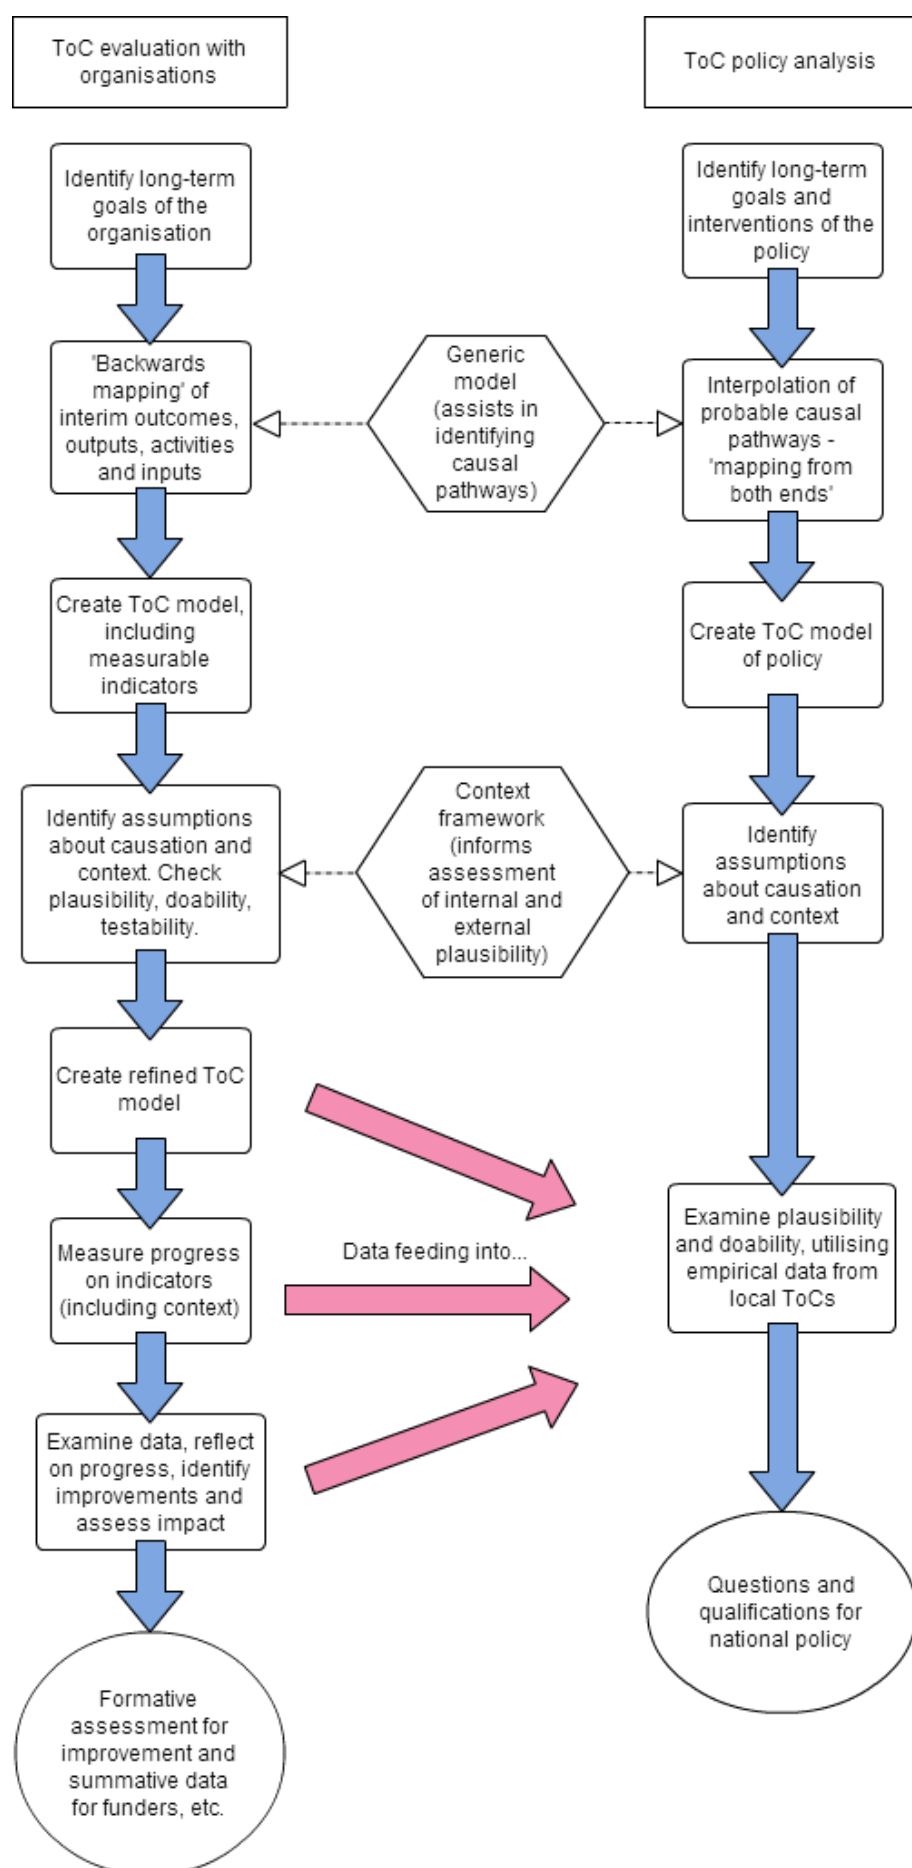 ToC evaluation with
organisations
ToC policy analysis
Identify long-term
goals of the
organisation
Identify long-term
goals and
interventions of the
policy
'Backwards
mapping' of
interim outcomes,
outputs, activities
and inputs
Generic
model
(assists in
identifying
causal
pathways)
Interpolation of
probable causal
pathways -
'mapping from
both ends'
Create ToC model,
including
measurable
indicators
Create ToC model
of policy
Identify assumptions
about causation and
context. Check
plausibility, doability,
testability.
Context
framework
(informs
assessment
of internal and
external
plausibility)
Identify
assumptions
about causation
and context
Create refined ToC
model
Measure progress
on indicators
(including context)
Data feeding into...
Examine plausibility
and doability, utilising
empirical data from
local ToCs
Examine data, reflect
on progress, identify
improvements and
assess impact
Questions and
qualifications for
national policy
Formative
assessment for
improvement and
summative data
for funders, etc.